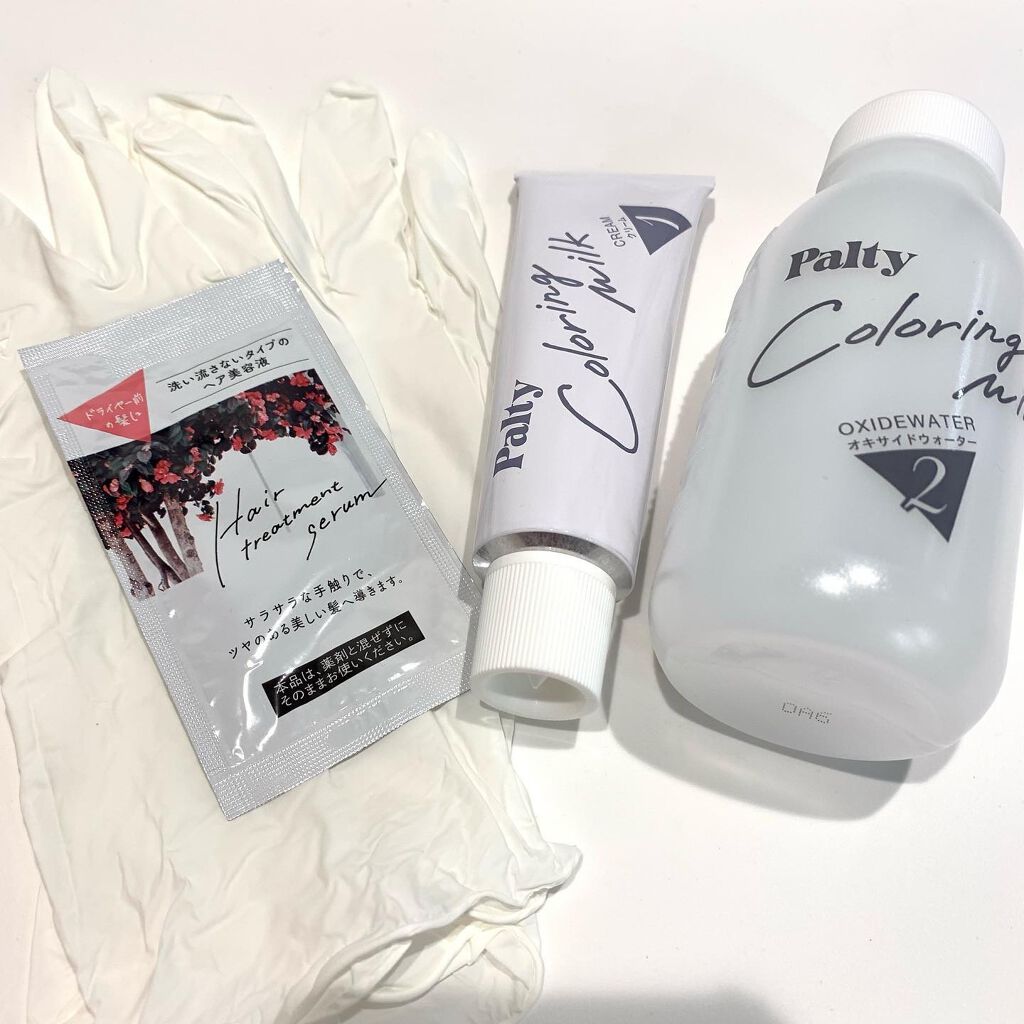 洗い流さないタイプの
ヘア美容液
ドライヤー前
の髪に
Hair
treatment
serum
サラサラな手触りで、
ツヤのある美しい髪へ導きます。
本品は、薬剤と混ぜずに
そのままお使いください。
Palty
Coloring
milk
CREAM
クリーム
1
Palty
Coloring
OXIDEWATER
オキサイドウォーター
2
0A6